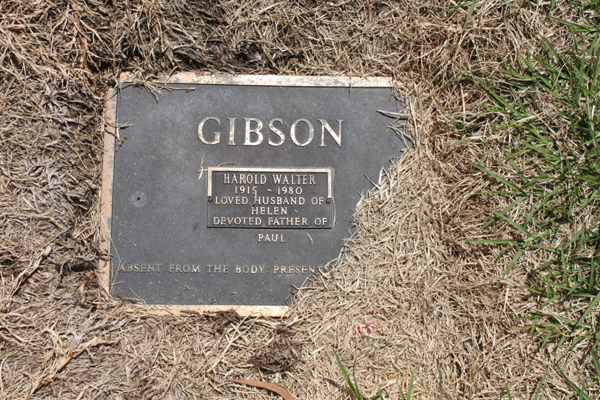 GIBSON
HAROLD WALTER
1915 - 1980
LOVED HUSBAND OF
HELEN
DEVOTED FATHER OF
PAUL
ABSENT FROM THE BODY PRESENT